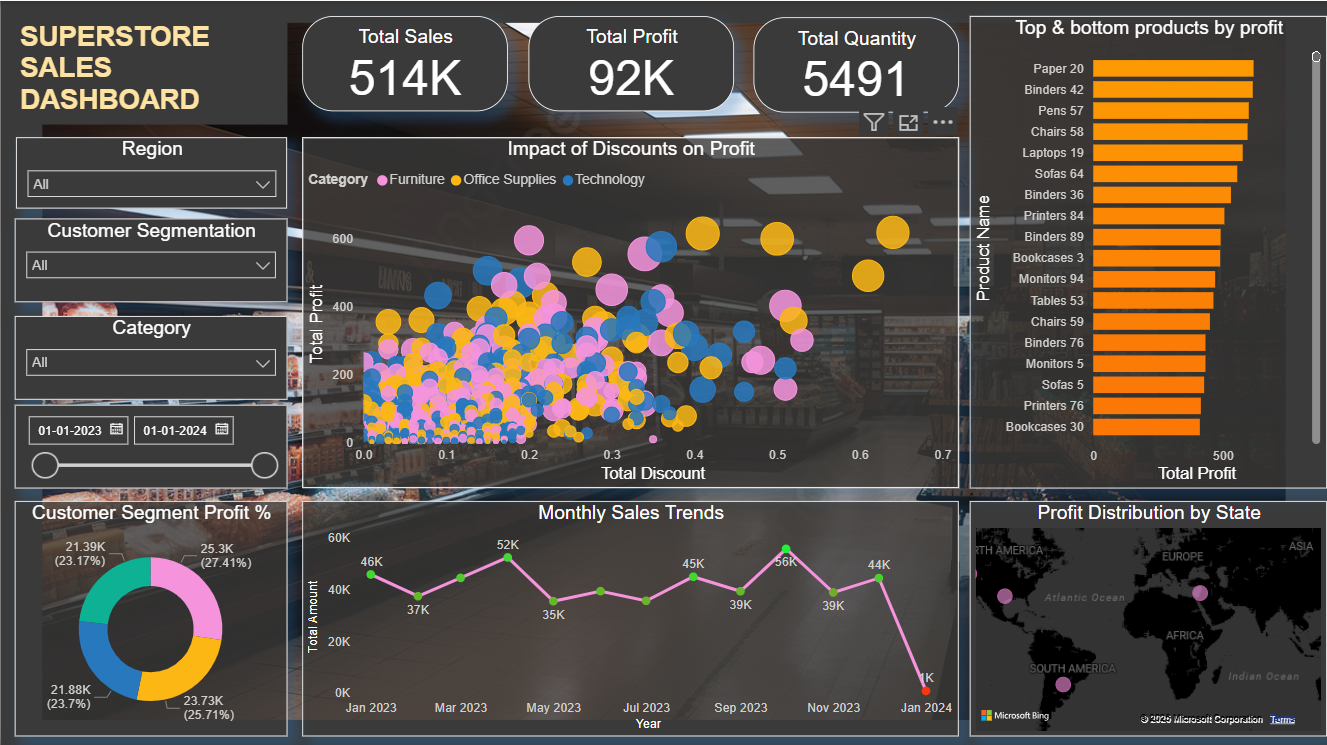 SUPERSTORE
SALES
DASHBOARD
Total Sales
514K
Total Profit
92K
Total Quantity
5491
Region
All
Customer Segmentation
All
Category
All
01-01-2023
01-01-2024
Impact of Discounts on Profit
Category Furniture Office Supplies Technology
Total Profit
600
400
200
0
0.0 0.1 0.2 0.3 0.4 0.5 0.6 0.7
Total Discount
Top & bottom products by profit
Product Name
Paper 20
Binders 42
Pens 57
Chairs 58
Laptops 19
Sofas 64
Binders 36
Printers 84
Binders 89
Bookcases 3
Monitors 94
Tables 53
Chairs 59
Binders 76
Monitors 5
Sofas 5
Printers 76
Bookcases 30
0 500
Total Profit
Customer Segment Profit %
21.39K
(23.17%)
25.3K
(27.41%)
21.88K
(23.7%)
23.73K
(25.71%)
Monthly Sales Trends
Total Amount
60K
40K
20K
0K
46K
37K
52K
35K
45K
39K
56K
39K
44K
1K
Jan 2023 Mar 2023 May 2023 Jul 2023 Sep 2023 Nov 2023 Jan 2024
Year
Profit Distribution by State
RTH AMERICA
EUROPE
ASIA
Atlantic Ocean
AFRICA
SOUTH AMERICA
Indian Ocean
Microsoft Bing
Microsoft Corporation Terms